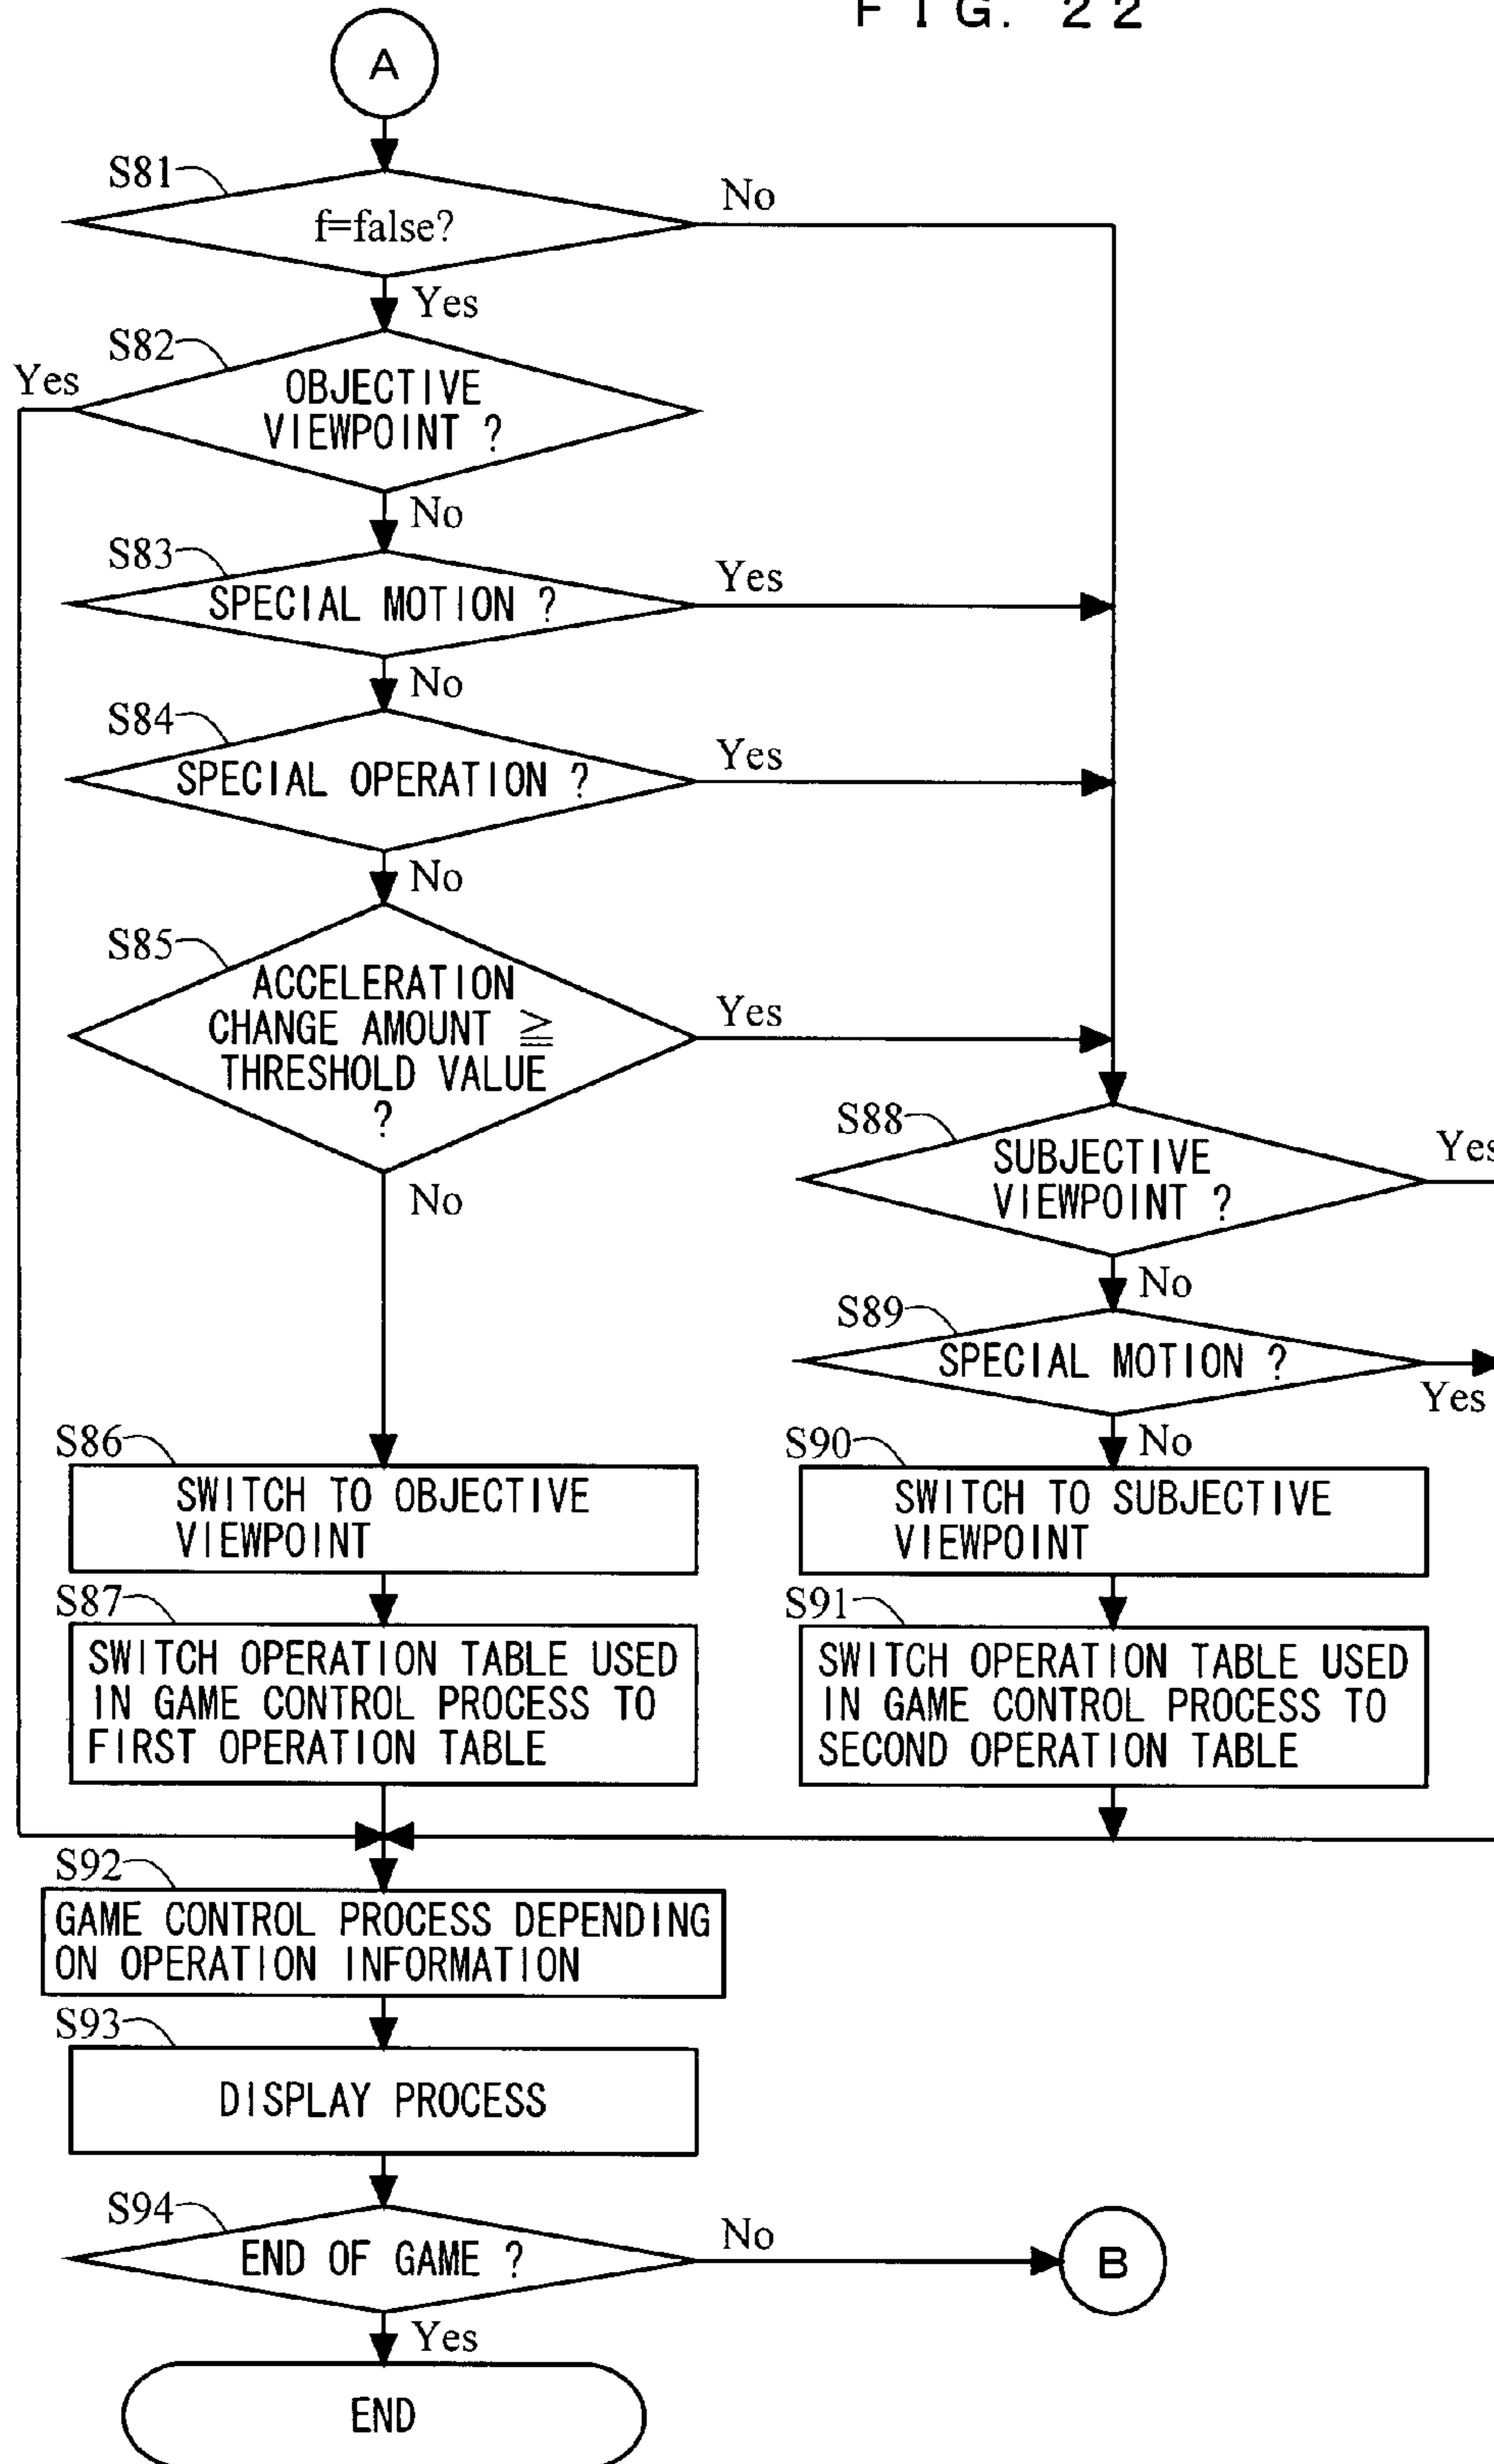 FIG. 22
A
S81
f=false?
No
Yes
S82
OBJECTIVE
VIEWPOINT ?
Yes
No
S83
SPECIAL MOTION ?
Yes
No
S84
SPECIAL OPERATION ?
Yes
No
S85
ACCELERATION
CHANGE AMOUNT ≧
THRESHOLD VALUE
?
Yes
No
S88
SUBJECTIVE
VIEWPOINT ?
Yes
No
S89
SPECIAL MOTION ?
Yes
No
S86
SWITCH TO OBJECTIVE
VIEWPOINT
S90
SWITCH TO SUBJECTIVE
VIEWPOINT
S87
SWITCH OPERATION TABLE USED
IN GAME CONTROL PROCESS TO
FIRST OPERATION TABLE
S91
SWITCH OPERATION TABLE USED
IN GAME CONTROL PROCESS TO
SECOND OPERATION TABLE
S92
GAME CONTROL PROCESS DEPENDING
ON OPERATION INFORMATION
S93
DISPLAY PROCESS
S94
END OF GAME ?
No
B
Yes
END